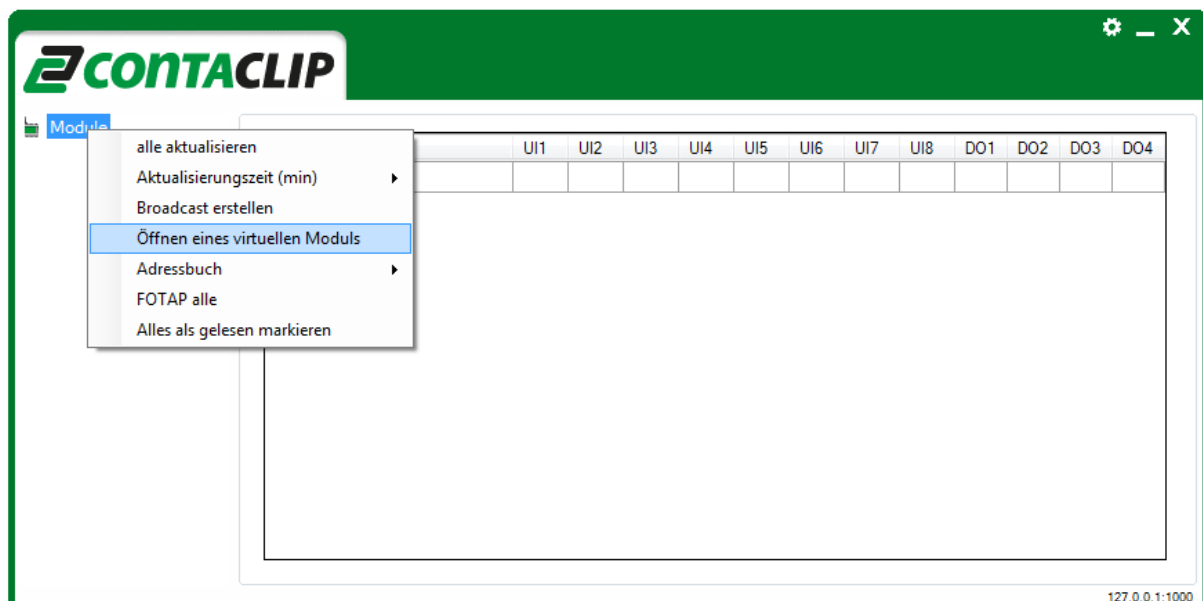 CONTACLIP
Module
alle aktualisieren
Aktualisierungszeit (min)
Broadcast erstellen
Öffnen eines virtuellen Moduls
Adressbuch
FOTAP alle
Alles als gelesen markieren
UI1 UI2 UI3 UI4 UI5 UI6 UI7 UI8 DO1 DO2 DO3 DO4
127.0.0.1:1000